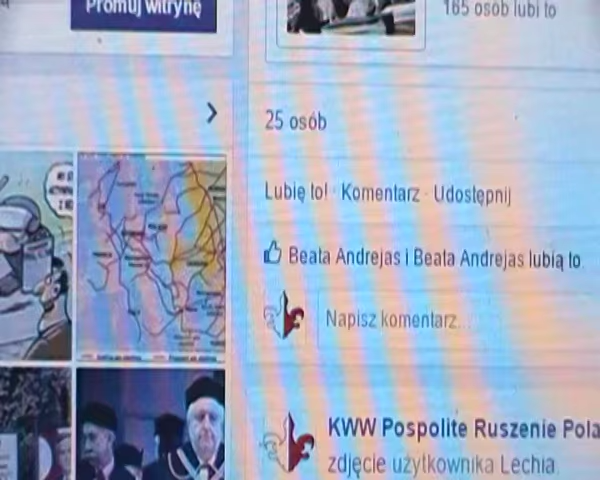 Promuj witrynę
165 osób lubi to
25 osób
Lubię to! · Komentarz · Udostępnij
Beata Andrejas i Beata Andrejas lubią to
Napisz komentarz...
KWW Pospolite Ruszenie Pola
zdjęcie użytkownika Lechia